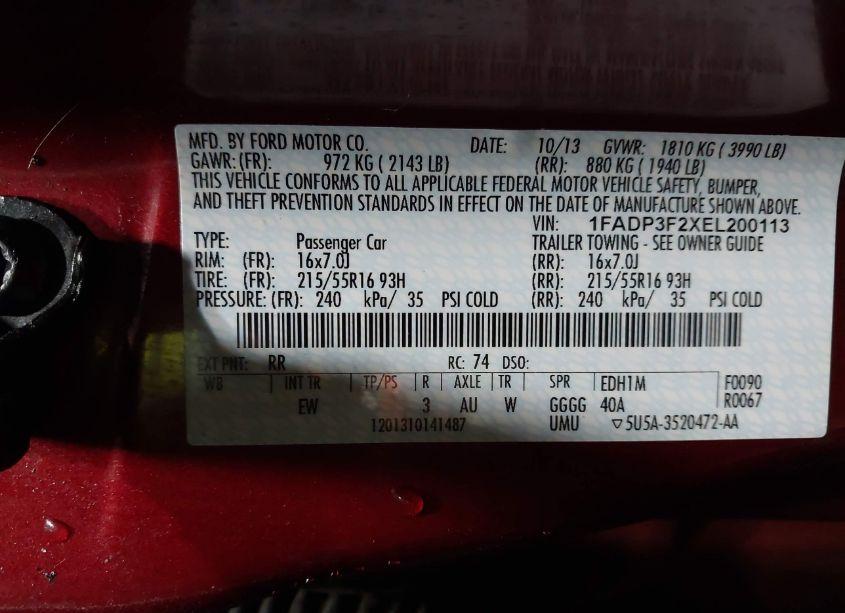 MFD. BY FORD MOTOR CO. DATE: 10/13 GVWR: 1810 KG ( 3990 LB)
GAWR: (FR): 972 KG ( 2143 LB) (RR): 880 KG ( 1940 LB)
THIS VEHICLE CONFORMS TO ALL APPLICABLE FEDERAL MOTOR VEHICLE SAFETY, BUMPER,
AND THEFT PREVENTION STANDARDS IN EFFECT ON THE DATE OF MANUFACTURE SHOWN ABOVE.
VIN: 1FADP3F2XEL200113
TYPE: Passenger Car TRAILER TOWING - SEE OWNER GUIDE
RIM: (FR): 16x7.0J (RR): 16x7.0J
TIRE: (FR): 215/55R16 93H (RR): 215/55R16 93H
PRESSURE: (FR): 240 kPa/ 35 PSI COLD (RR): 240 kPa/ 35 PSI COLD
EXT PNT: RR RC: 74 DSO:
WB INT TR TP/PS R AXLE TR SPR EDH1M F0090
EW 3 AU W GGGG 40A R0067
1201310141487 UMU ▽5U5A-3520472-AA